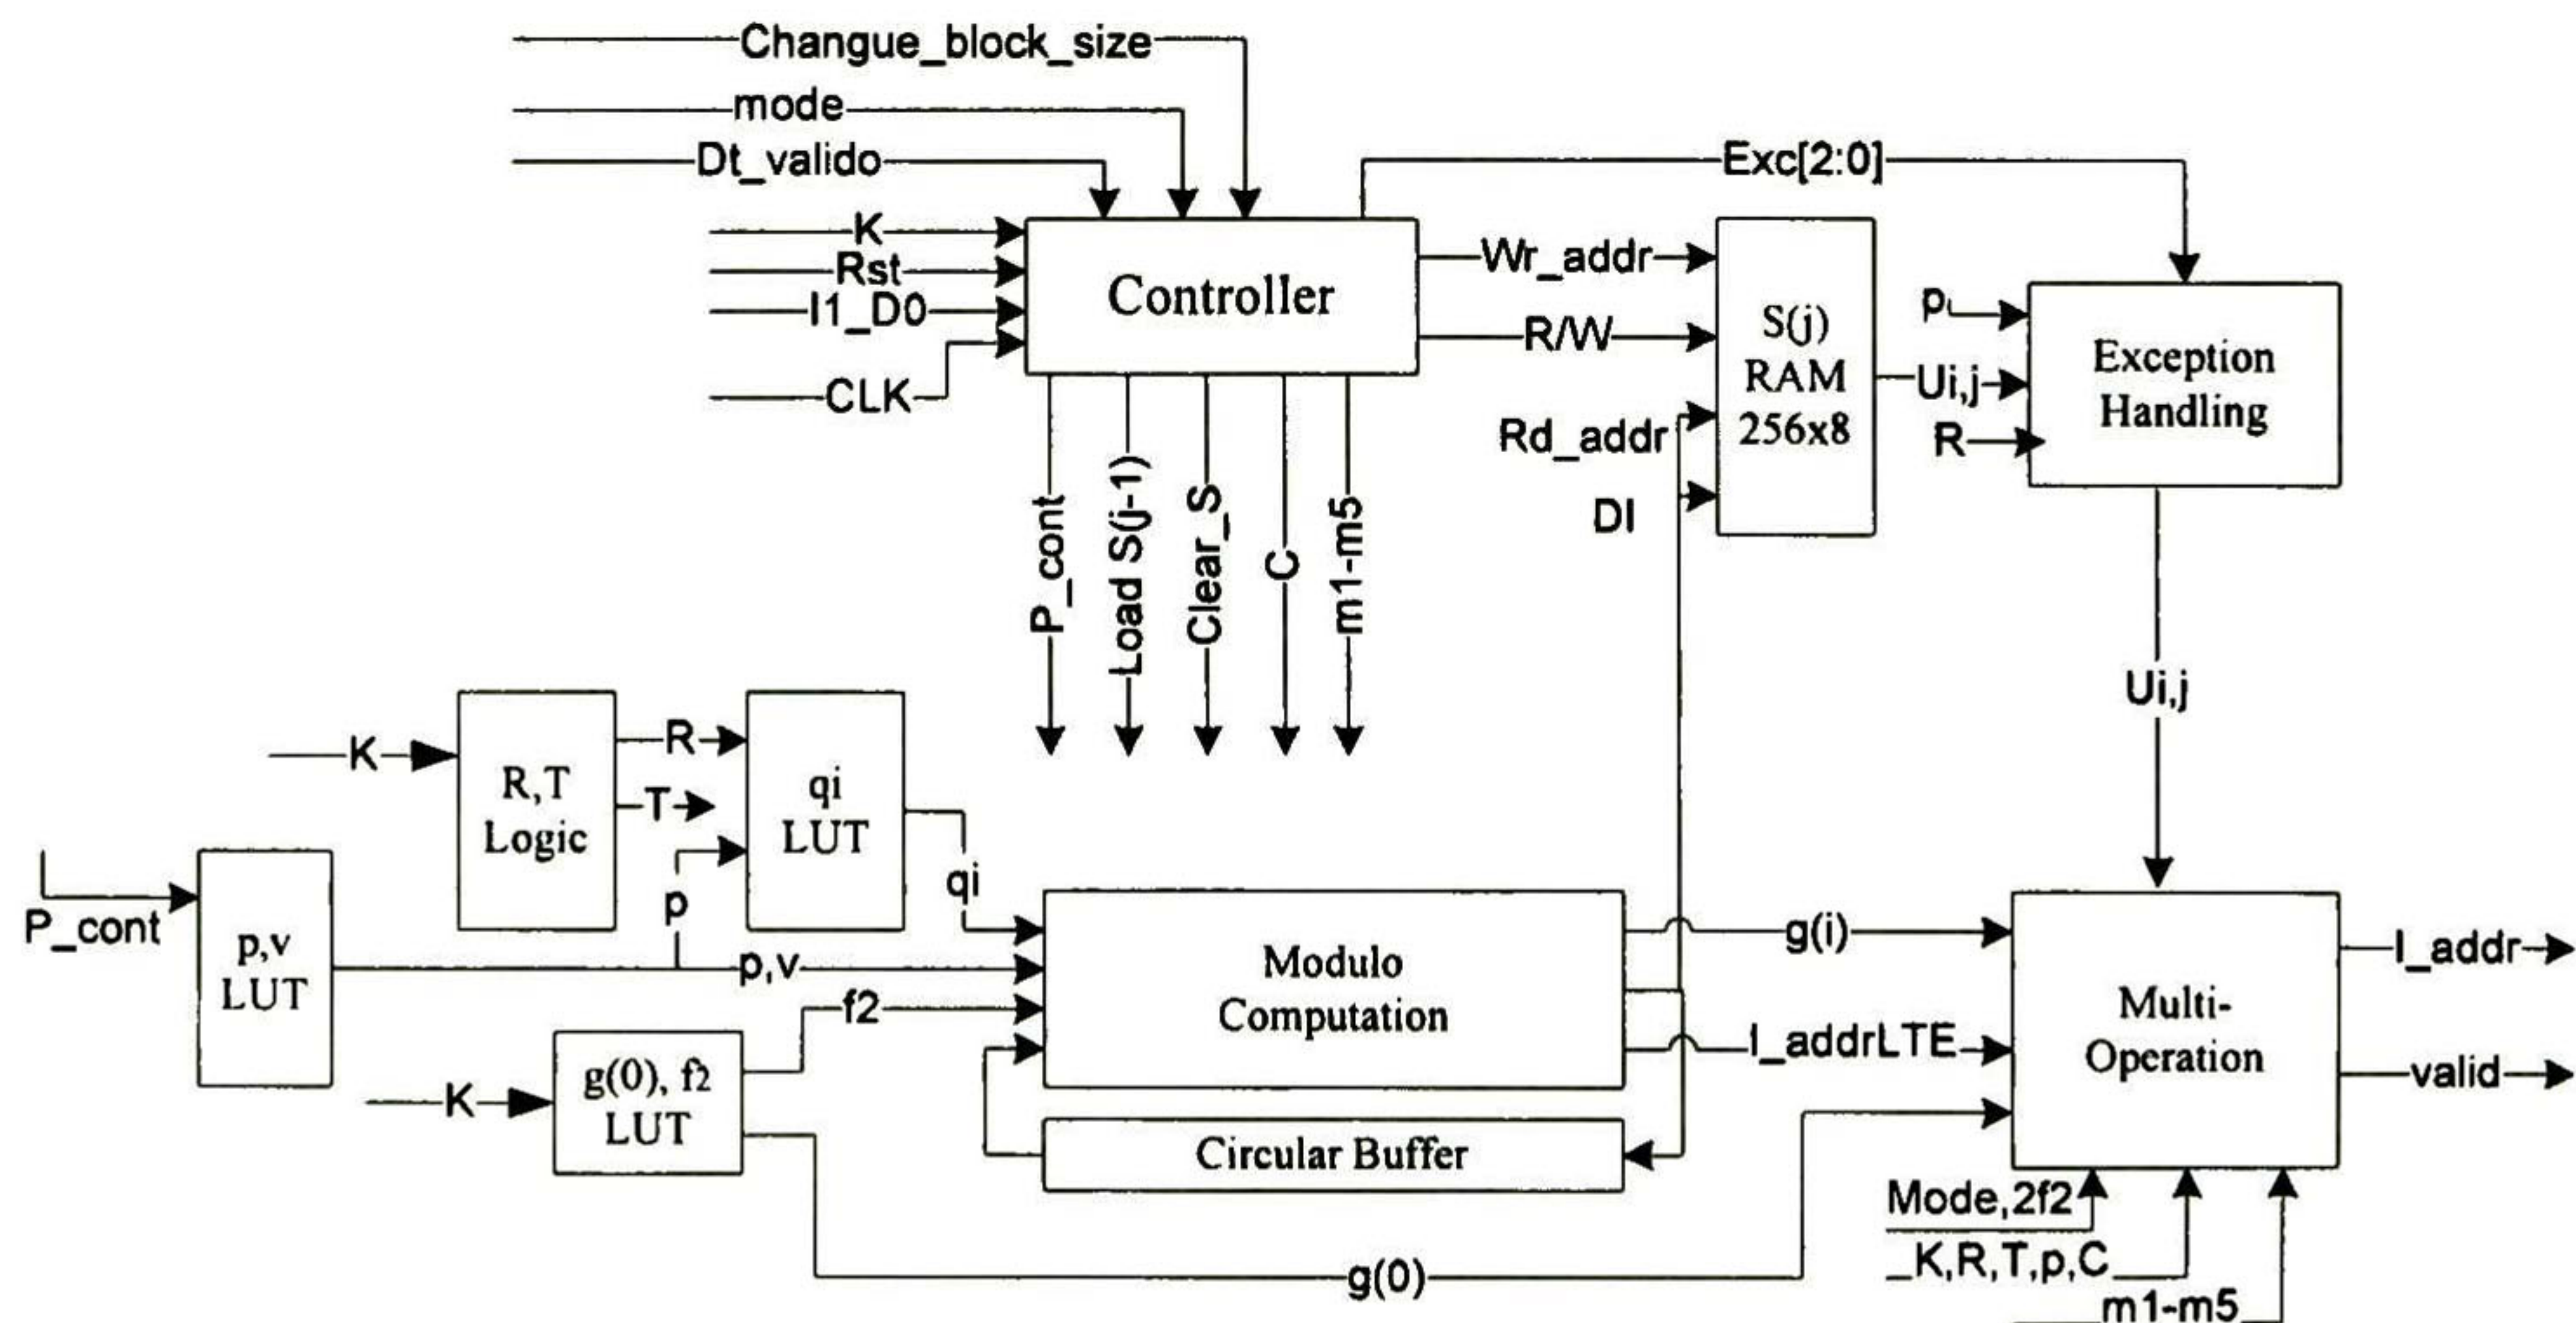 Changue_block_size
mode
Dt_valido
Exc[2:0]
K
Rst
I1_D0
CLK
Controller
Wr_addr
R/W
Rd_addr
DI
S(j)
RAM
256x8
p
Ui,j
R
Exception
Handling
P_cont
Load S(j-1)
Clear_S
C
m1-m5
Ui,j
K
R,T
Logic
R
T
qi
LUT
p
qi
P_cont
p,v
LUT
p,v
f2
K
g(0), f2
LUT
Modulo
Computation
Circular Buffer
g(i)
I_addrLTE
g(0)
Multi-
Operation
I_addr
valid
Mode,2f2
_K,R,T,p,C
m1-m5